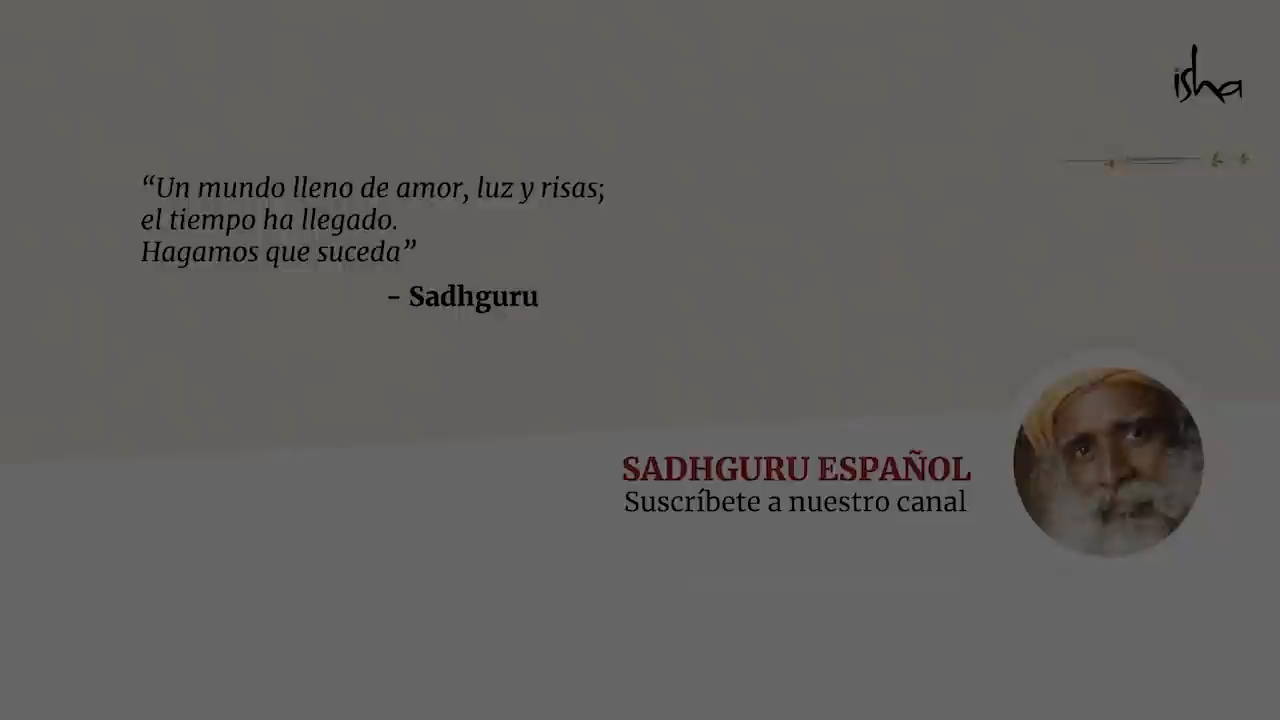 isha
“Un mundo lleno de amor, luz y risas;
el tiempo ha llegado.
Hagamos que suceda”
- Sadhguru
SADHGURU ESPAÑOL
Suscríbete a nuestro canal